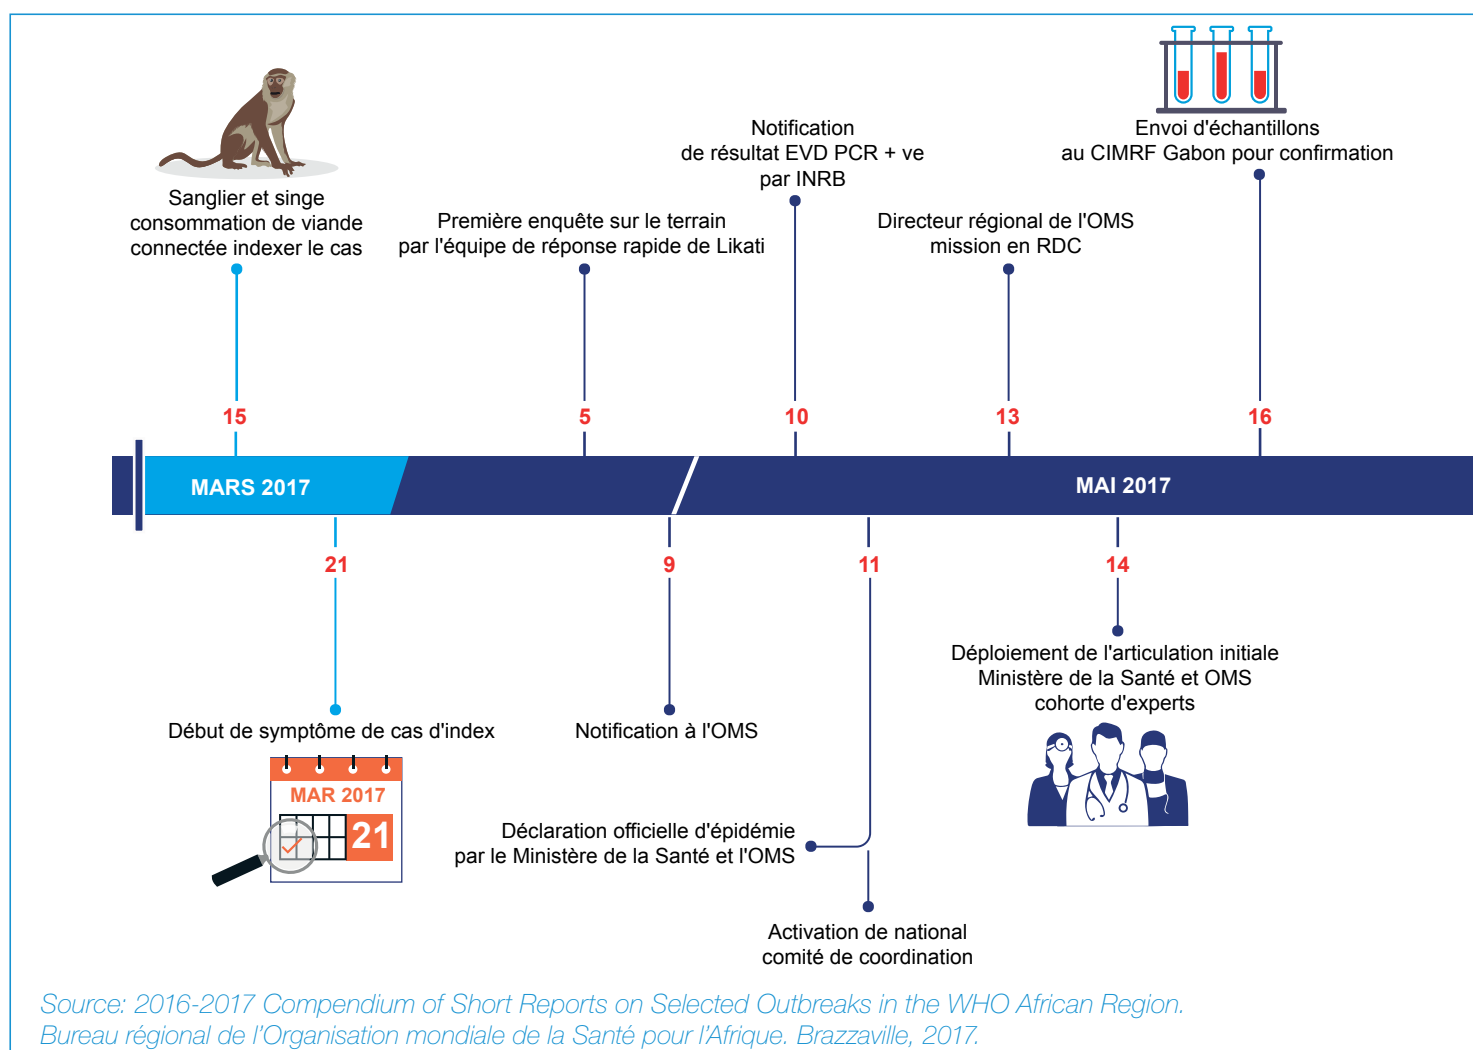 Sanglier et singe
consommation de viande
connectée indexer le cas
Première enquête sur le terrain
par l'équipe de réponse rapide de Likati
Notification
de résultat EVD PCR + ve
par INRB
Directeur régional de l'OMS
mission en RDC
Envoi d'échantillons
au CIMRF Gabon pour confirmation
15
5
10
13
16
MARS 2017
MAI 2017
21
9
11
14
Début de symptôme de cas d'index
MAR 2017
21
Notification à l'OMS
Déclaration officielle d'épidémie
par le Ministère de la Santé et l'OMS
Activation de national
comité de coordination
Déploiement de l'articulation initiale
Ministère de la Santé et OMS
cohorte d'experts
Source: 2016-2017 Compendium of Short Reports on Selected Outbreaks in the WHO African Region.
Bureau régional de l'Organisation mondiale de la Santé pour l'Afrique. Brazzaville, 2017.